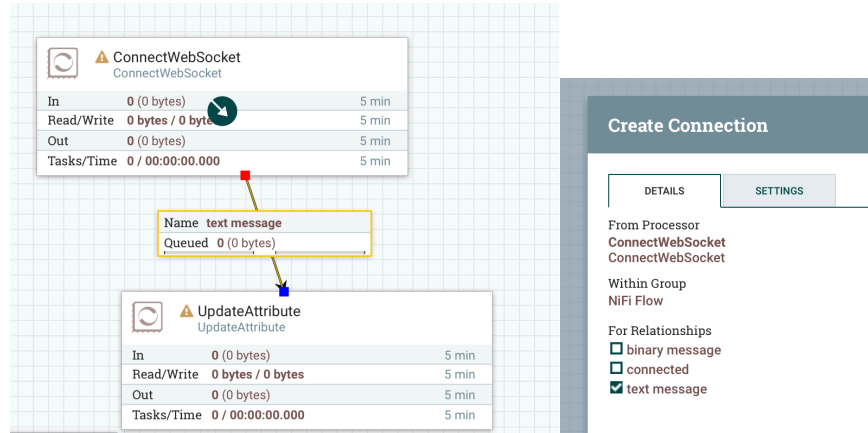 ConnectWebSocket
ConnectWebSocket
In 0 (0 bytes) 5 min
Read/Write 0 bytes / 0 byte 5 min
Out 0 (0 bytes) 5 min
Tasks/Time 0 / 00:00:00.000 5 min
Name text message
Queued 0 (0 bytes)
UpdateAttribute
UpdateAttribute
In 0 (0 bytes) 5 min
Read/Write 0 bytes / 0 bytes 5 min
Out 0 (0 bytes) 5 min
Tasks/Time 0 / 00:00:00.000 5 min
Create Connection
DETAILS SETTINGS
From Processor
ConnectWebSocket
ConnectWebSocket
Within Group
NiFi Flow
For Relationships
binary message
connected
text message